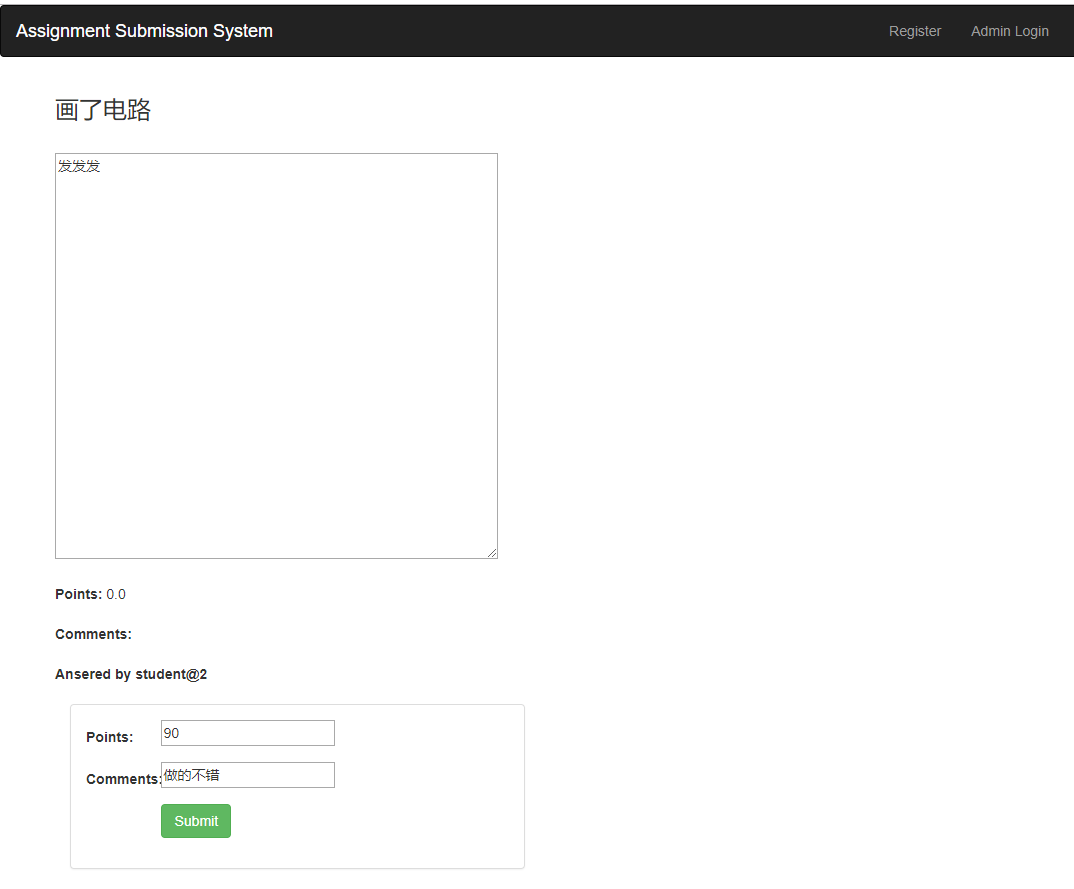 Assignment Submission System Register Admin Login
画了电路
发发发
Points: 0.0
Comments:
Ansered by student@2
Points: 90
Comments: 做的不错
Submit